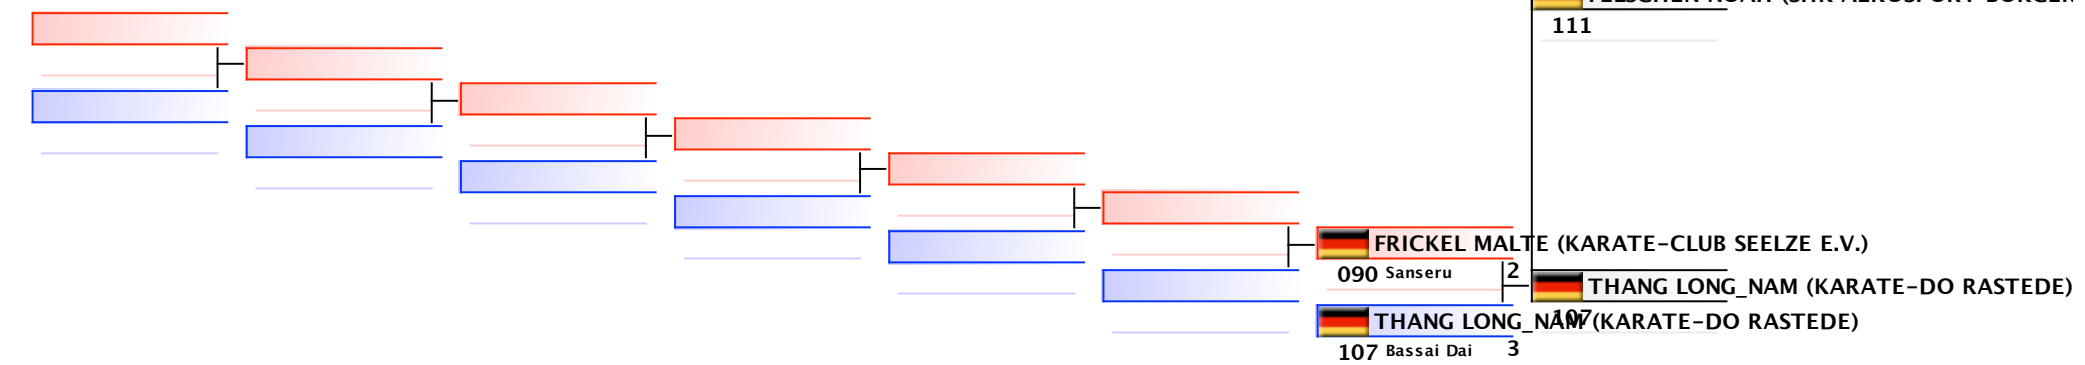 111
FRICKEL MALTE (KARATE-CLUB SEELZE E.V.)
090 Sanseru 2
THANG LONG_NAM (KARATE-DO RASTEDE)
107
THANG LONG_NAM (KARATE-DO RASTEDE)
107 Bassai Dai 3